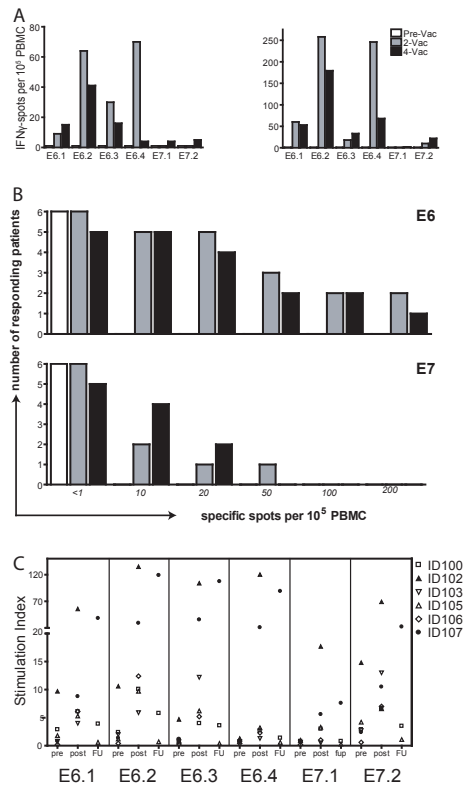 A
IFNγ-spots per 10⁵ PBMC
80
60
40
20
0
E6.1 E6.2 E6.3 E6.4 E7.1 E7.2
250
200
150
100
50
0
E6.1 E6.2 E6.3 E6.4 E7.1 E7.2
Pre-Vac
2-Vac
4-Vac
B
number of responding patients
E6
6
5
4
3
2
1
0
E7
6
5
4
3
2
1
0
<1 10 20 50 100 200
specific spots per 10⁵ PBMC
C
Stimulation Index
120
70
20
15
10
5
0
pre post FU pre post FU pre post FU pre post FU pre post fup pre post FU
E6.1 E6.2 E6.3 E6.4 E7.1 E7.2
ID100
ID102
ID103
ID105
ID106
ID107